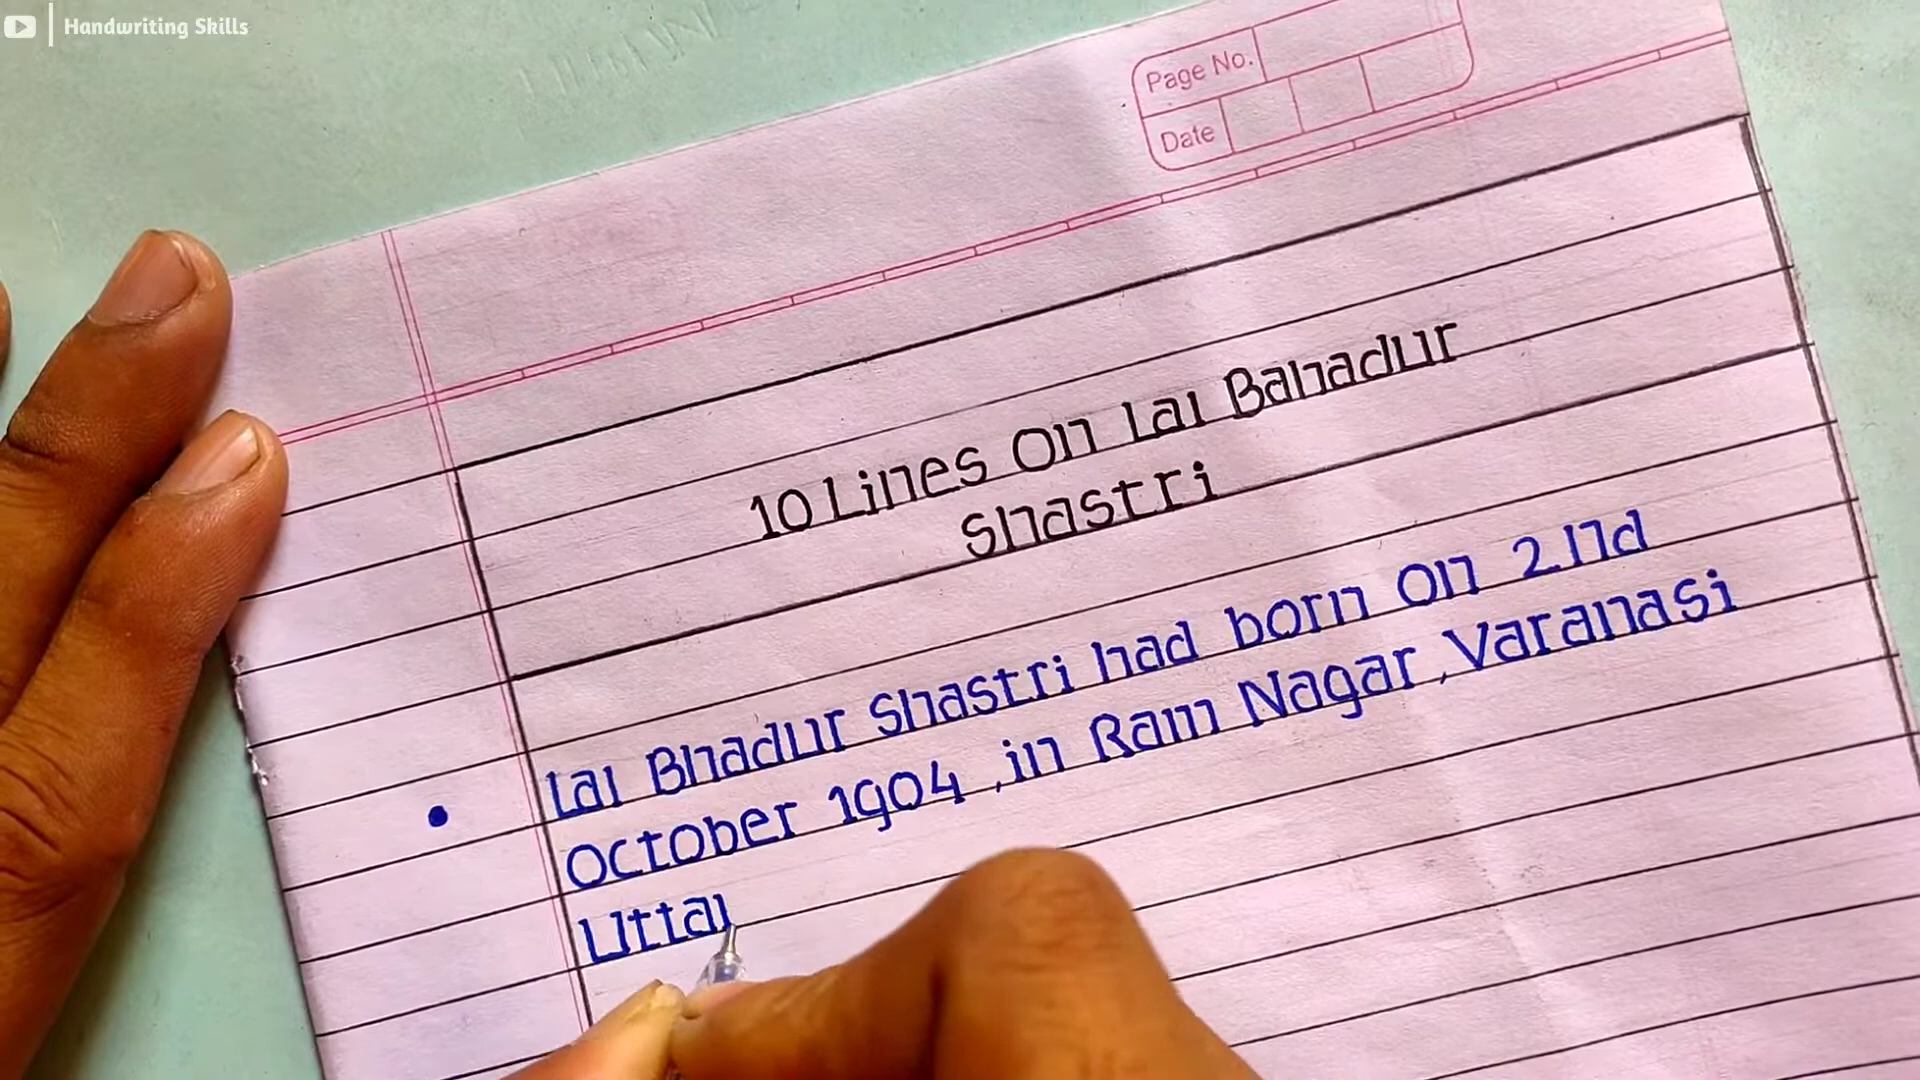 Handwriting Skills
Page No.
Date
10 Lines On Lal Bahadur
Shastri
Lal Bhadur Shastri had born on 2nd
October 1904 ,in Ram Nagar ,Varanasi